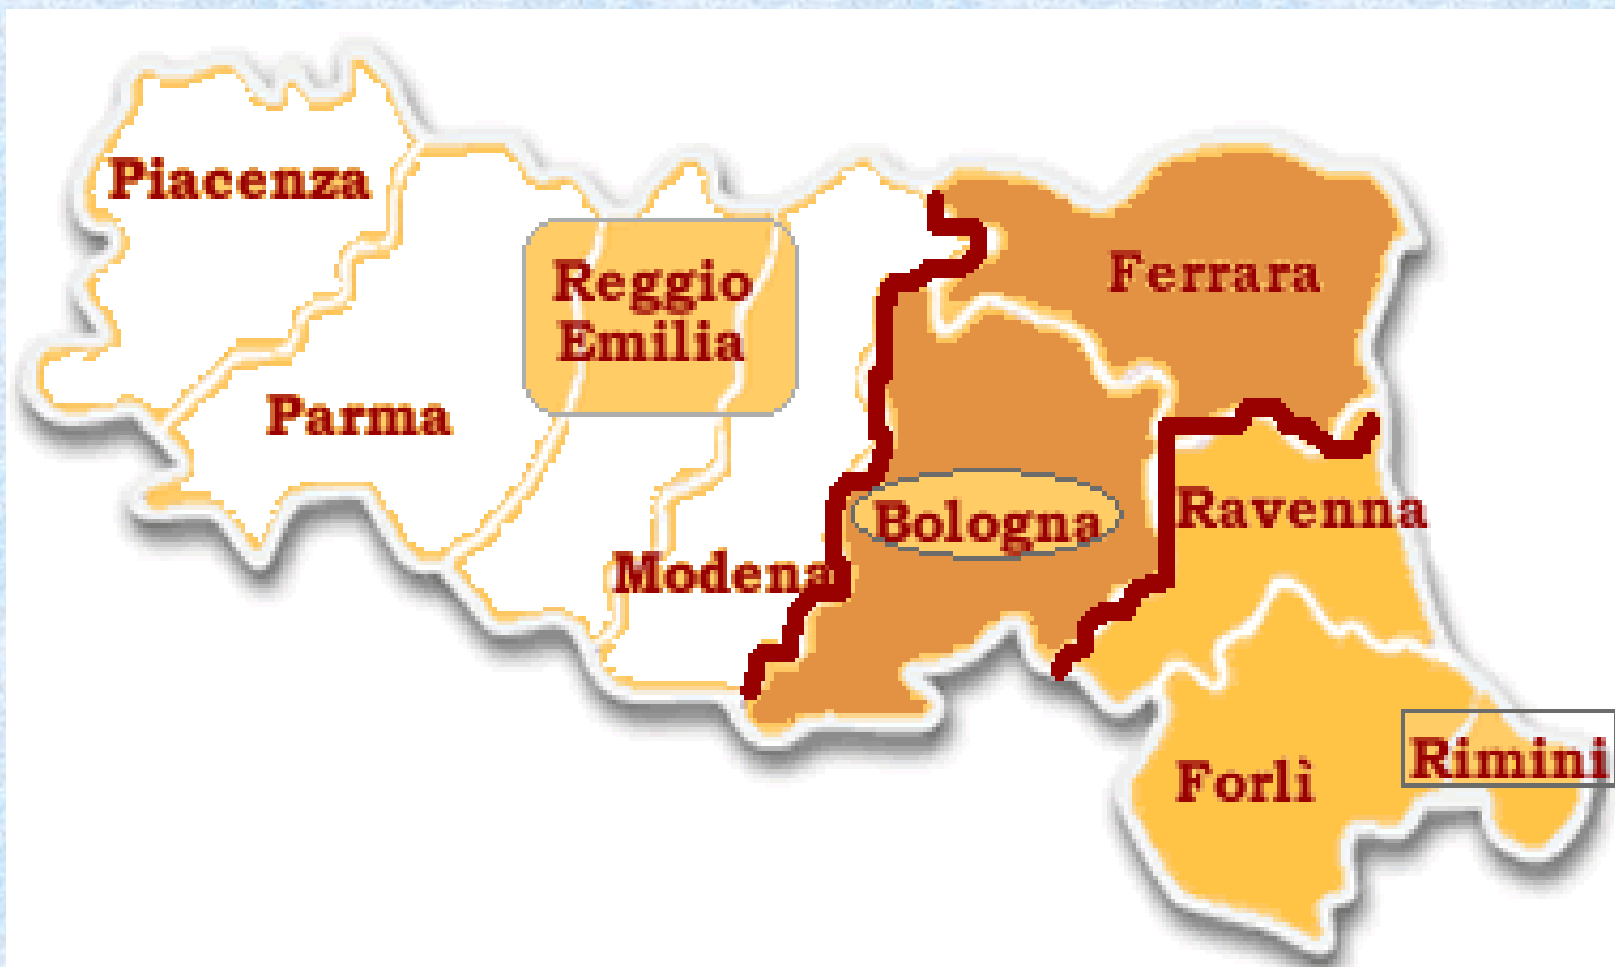 Piacenza
Reggio
Emilia
Ferrara
Parma
Bologna
Ravenna
Modena
Forlì
Rimini